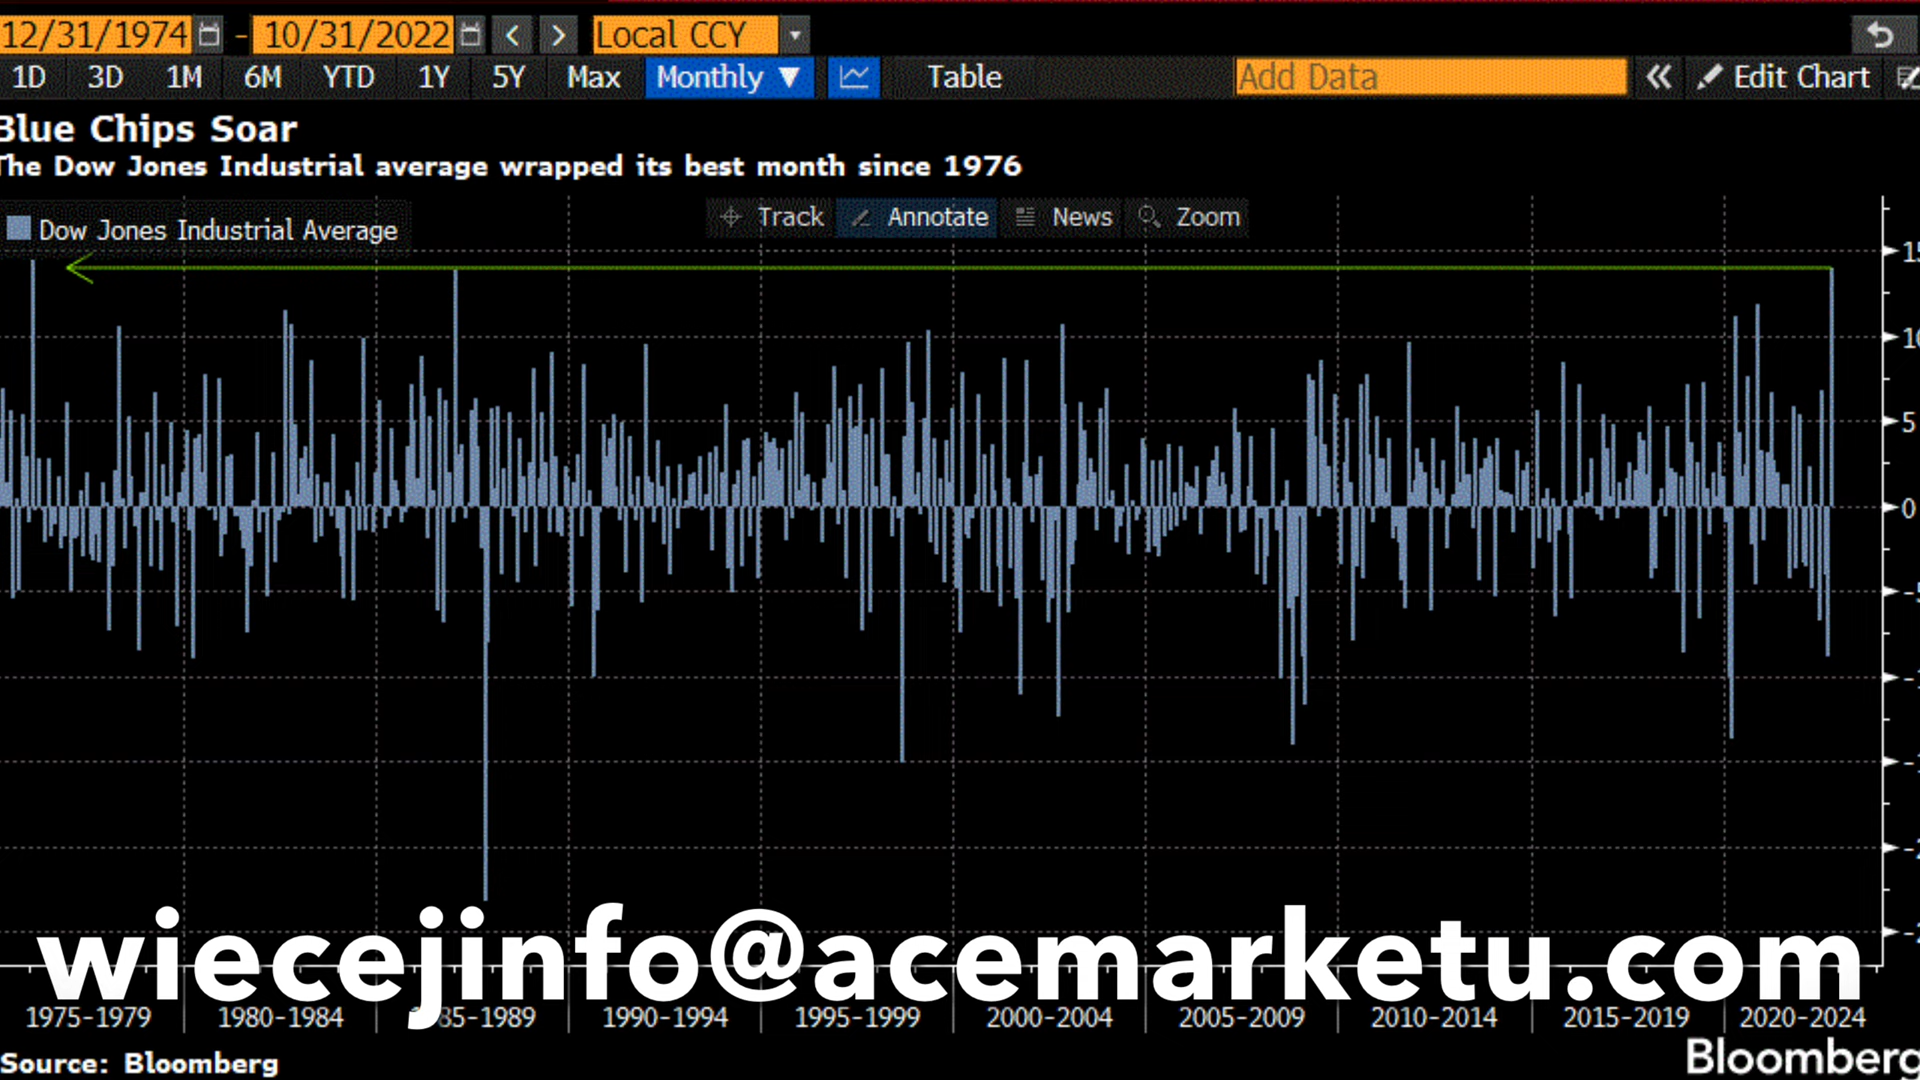 12/31/1974 - 10/31/2022 Local CCY
1D 3D 1M 6M YTD 1Y 5Y Max Monthly ▼ Table Add Data « Edit Chart
Blue Chips Soar
The Dow Jones Industrial average wrapped its best month since 1976
Track Annotate News Zoom
Dow Jones Industrial Average
5
0
wiecejinfo@acemarketu.com
1975-1979 1980-1984 85-1989 1990-1994 1995-1999 2000-2004 2005-2009 2010-2014 2015-2019 2020-2024
Source: Bloomberg
Bloomberg